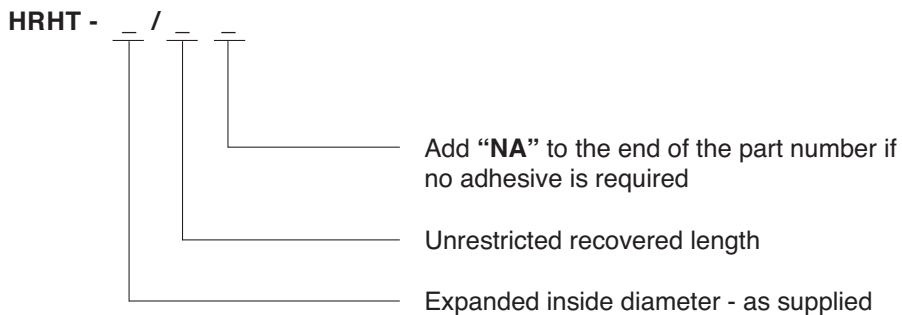 HRHT - _ / _ _
Add “NA” to the end of the part number if
no adhesive is required
Unrestricted recovered length
Expanded inside diameter - as supplied